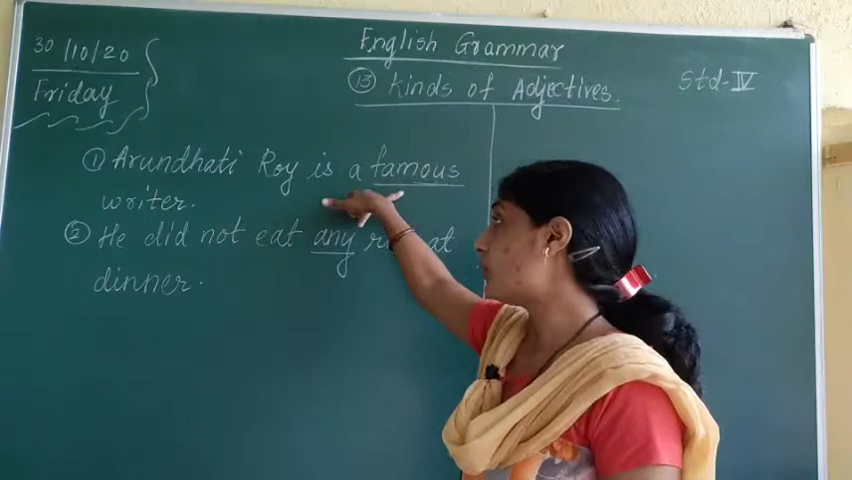 30/10/20
Friday
English Grammar
(13) Kinds of Adjectives.
Std-IV
(1) Arundhati Roy is a famous
writer.
(2) He did not eat any at
dinner.